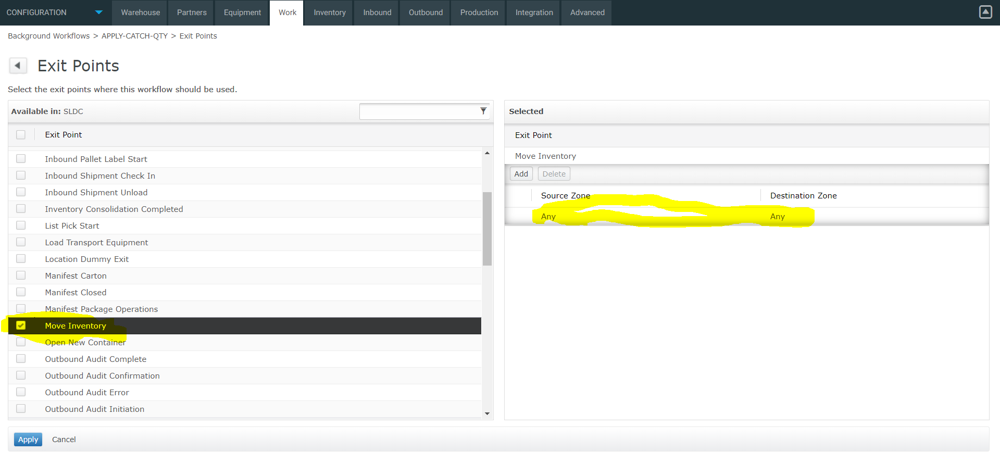 CONFIGURATION Warehouse Partners Equipment Work Inventory Inbound Outbound Production Integration Advanced
Background Workflows > APPLY-CATCH-QTY > Exit Points
Exit Points
Select the exit points where this workflow should be used.
Available in: SLDC
Exit Point
Inbound Pallet Label Start
Inbound Shipment Check In
Inbound Shipment Unload
Inventory Consolidation Completed
List Pick Start
Load Transport Equipment
Location Dummy Exit
Manifest Carton
Manifest Closed
Manifest Package Operations
Move Inventory
Open New Container
Outbound Audit Complete
Outbound Audit Confirmation
Outbound Audit Error
Outbound Audit Initiation
Selected
Exit Point
Move Inventory
Add Delete
Source Zone Destination Zone
Any Any
Apply Cancel